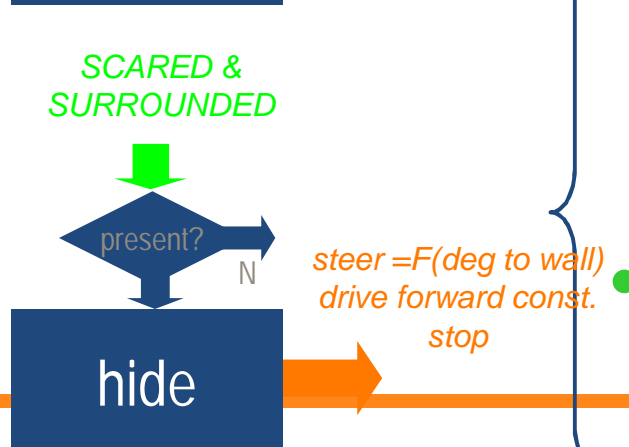 SCARED &
SURROUNDED
present?
N
steer =F(deg to wall)
drive forward const.
stop
hide